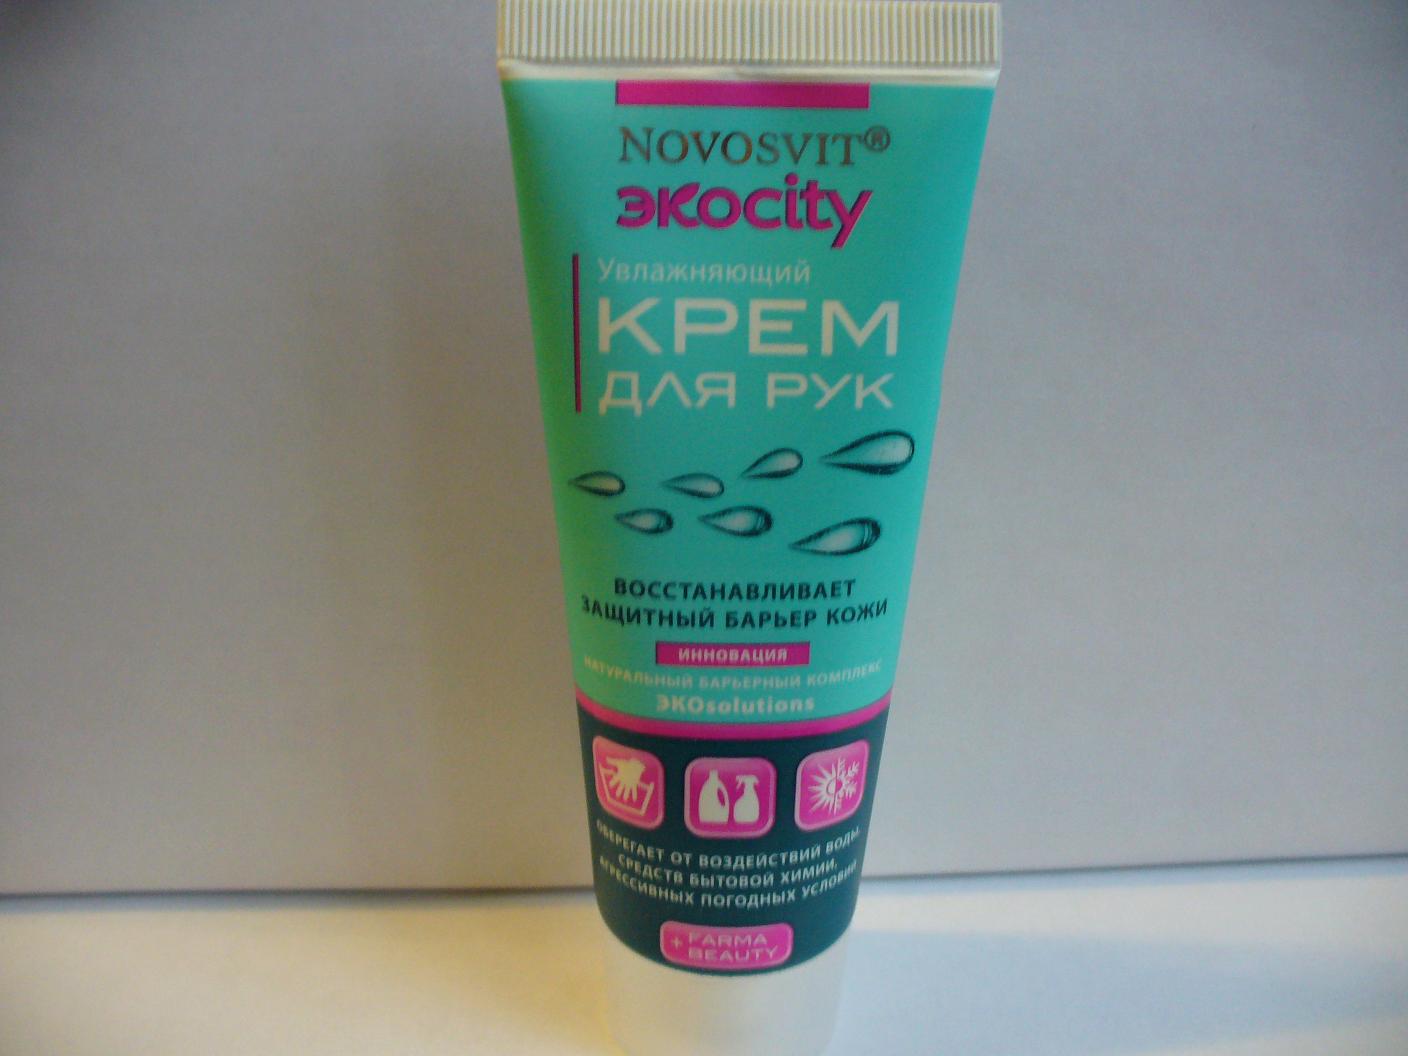 NOVOSVIT®
ЭКОcity
Увлажняющий
КРЕМ
ДЛЯ РУК
ВОССТАНАВЛИВАЕТ
ЗАЩИТНЫЙ БАРЬЕР КОЖИ
ИННОВАЦИЯ
НАТУРАЛЬНЫЙ БАРЬЕРНЫЙ КОМПЛЕКС
ЭКОsolutions
ОБЕРЕГАЕТ ОТ ВОЗДЕЙСТВИЙ ВОДЫ,
СРЕДСТВ БЫТОВОЙ ХИМИИ,
АГРЕССИВНЫХ ПОГОДНЫХ УСЛОВИЙ
+ FARMA
BEAUTY